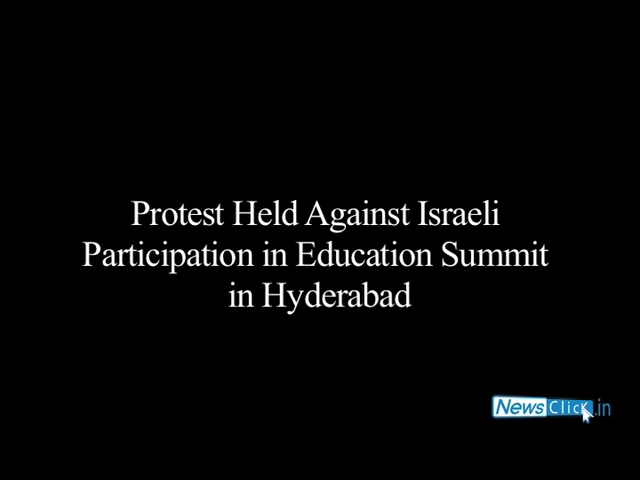 Protest Held Against Israeli
Participation in Education Summit
in Hyderabad
NewsClick.in